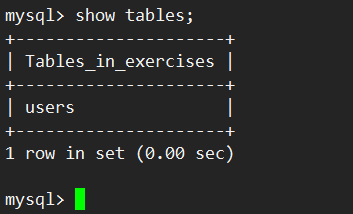 mysql> show tables;
+---------------------+
| Tables_in_exercises |
+---------------------+
| users               |
+---------------------+
1 row in set (0.00 sec)
mysql>